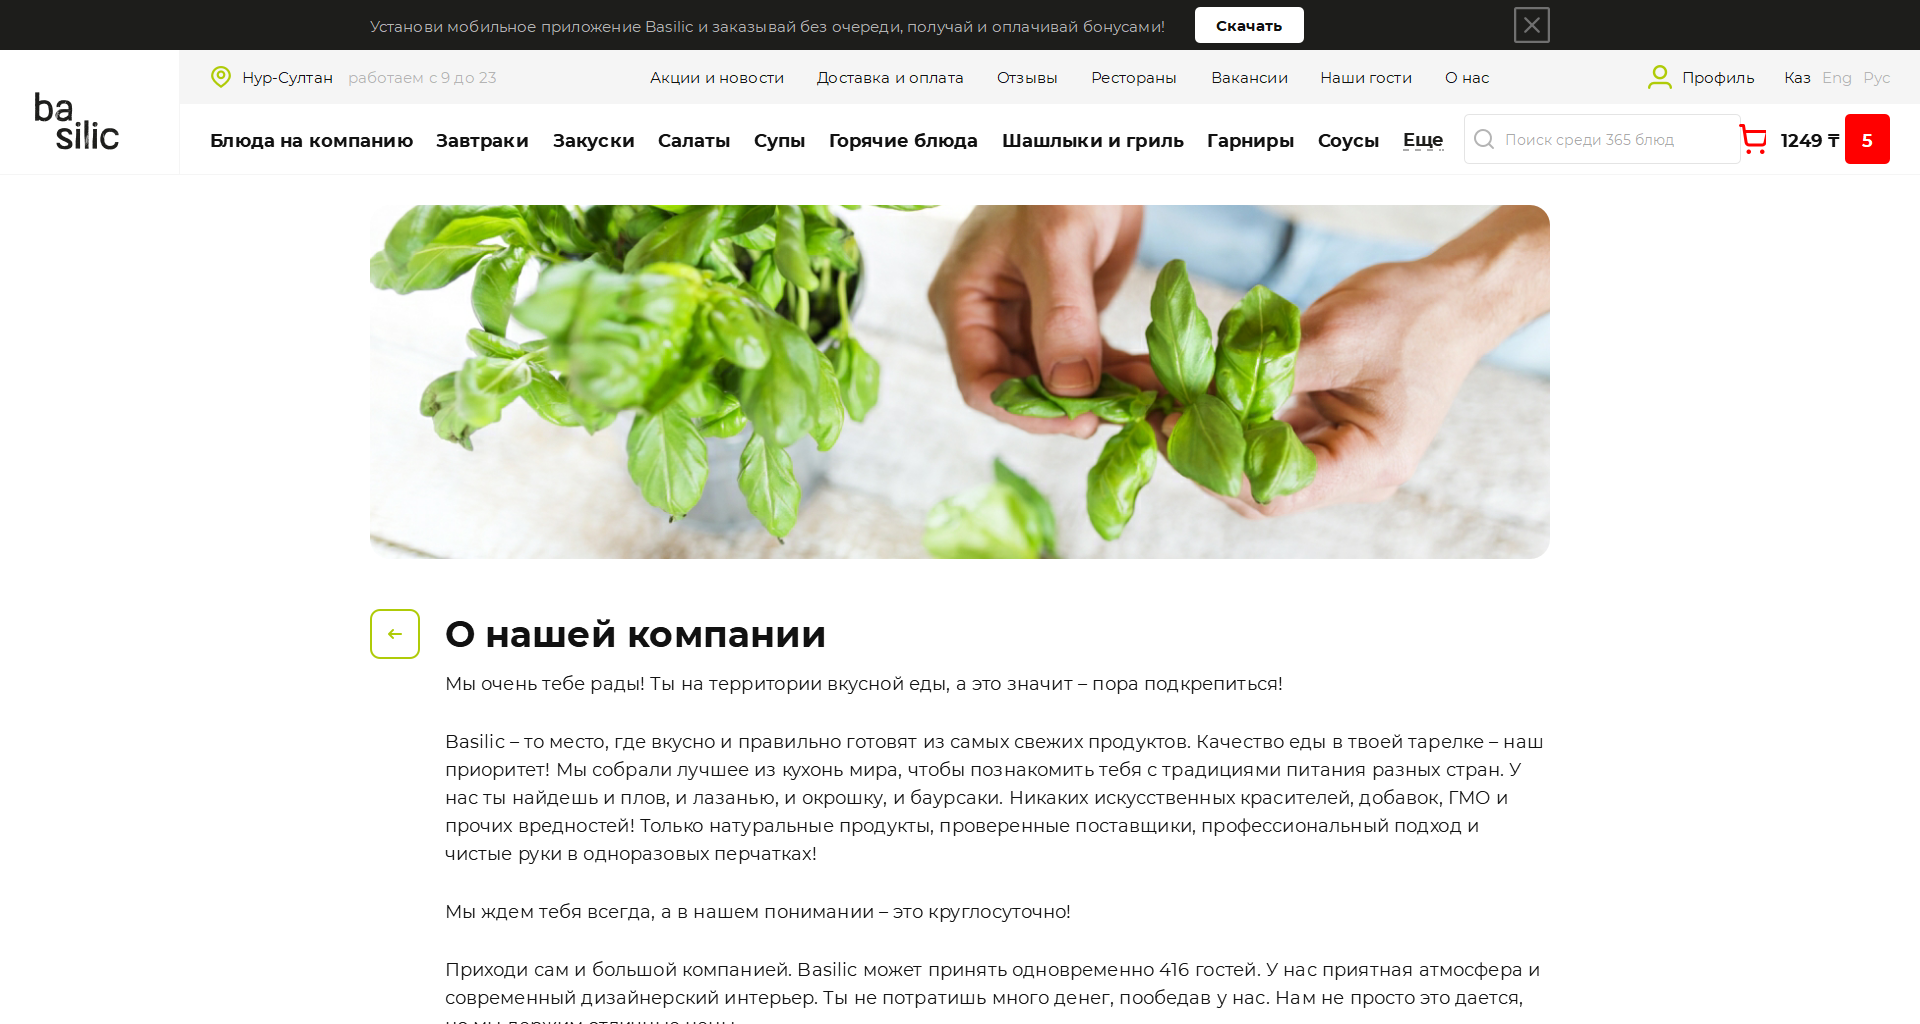 Установи мобильное приложение Basilic и заказывай без очереди, получай и оплачивай бонусами!
Скачать
ba
silic
Нур-Султан
работаем с 9 до 23
Акции и новости
Доставка и оплата
Отзывы
Рестораны
Вакансии
Наши гости
О нас
Профиль
Каз
Eng
Рус
Блюда на компанию
Завтраки
Закуски
Салаты
Супы
Горячие блюда
Шашлыки и гриль
Гарниры
Соусы
Еще
Поиск среди 365 блюд
1249 ₸
5
О нашей компании
Мы очень тебе рады! Ты на территории вкусной еды, а это значит – пора подкрепиться!
Basilic – то место, где вкусно и правильно готовят из самых свежих продуктов. Качество еды в твоей тарелке – наш
приоритет! Мы собрали лучшее из кухонь мира, чтобы познакомить тебя с традициями питания разных стран. У
нас ты найдешь и плов, и лазанью, и окрошку, и баурсаки. Никаких искусственных красителей, добавок, ГМО и
прочих вредностей! Только натуральные продукты, проверенные поставщики, профессиональный подход и
чистые руки в одноразовых перчатках!
Мы ждем тебя всегда, а в нашем понимании – это круглосуточно!
Приходи сам и большой компанией. Basilic может принять одновременно 416 гостей. У нас приятная атмосфера и
современный дизайнерский интерьер. Ты не потратишь много денег, пообедав у нас. Нам не просто это дается,